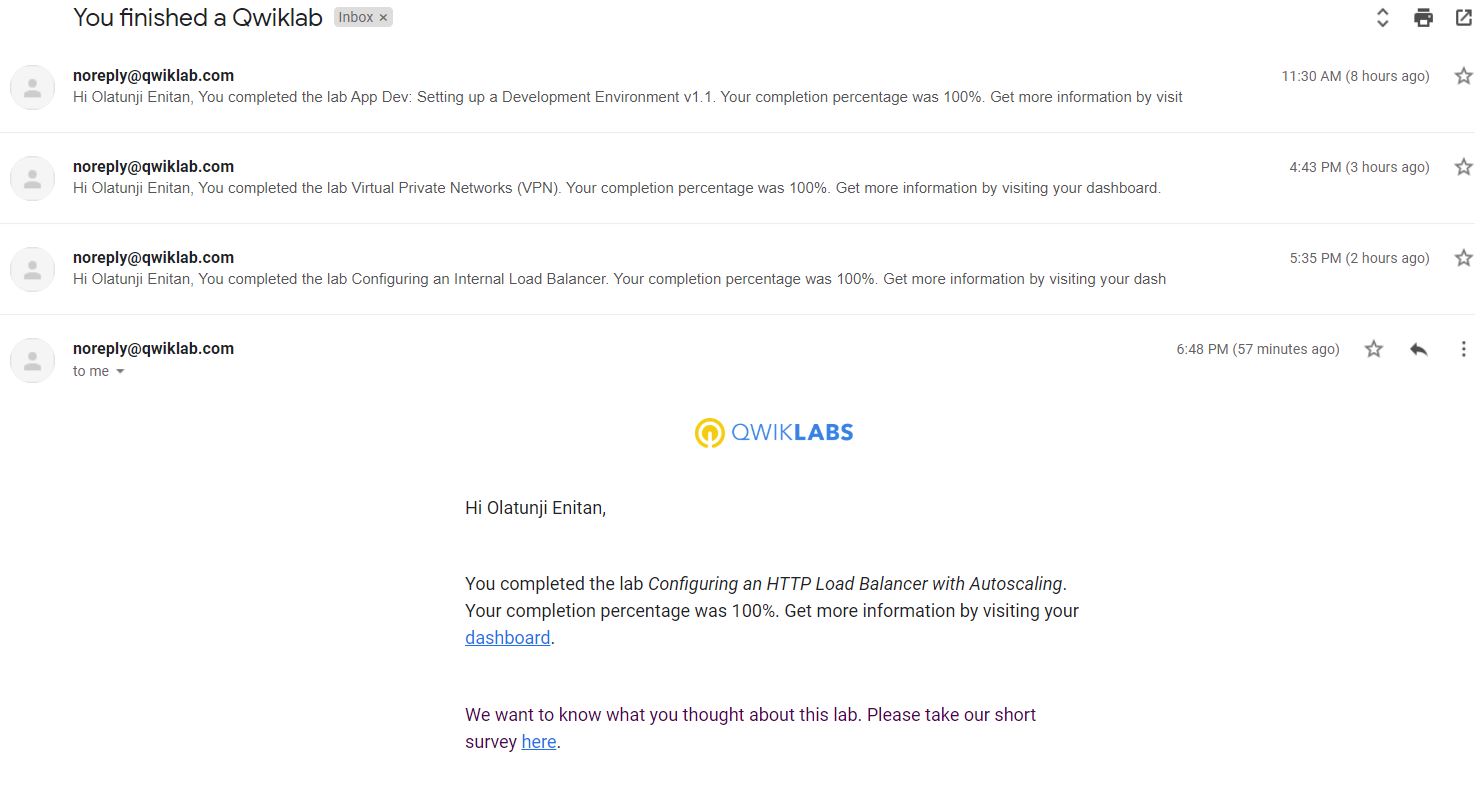 You finished a Qwiklab Inbox ×
noreply@qwiklab.com 11:30 AM (8 hours ago)
Hi Olatunji Enitan, You completed the lab App Dev: Setting up a Development Environment v1.1. Your completion percentage was 100%. Get more information by visit
noreply@qwiklab.com 4:43 PM (3 hours ago)
Hi Olatunji Enitan, You completed the lab Virtual Private Networks (VPN). Your completion percentage was 100%. Get more information by visiting your dashboard.
noreply@qwiklab.com 5:35 PM (2 hours ago)
Hi Olatunji Enitan, You completed the lab Configuring an Internal Load Balancer. Your completion percentage was 100%. Get more information by visiting your dash
noreply@qwiklab.com 6:48 PM (57 minutes ago)
to me
QWIKLABS
Hi Olatunji Enitan,
You completed the lab Configuring an HTTP Load Balancer with Autoscaling.
Your completion percentage was 100%. Get more information by visiting your
dashboard.
We want to know what you thought about this lab. Please take our short
survey here.